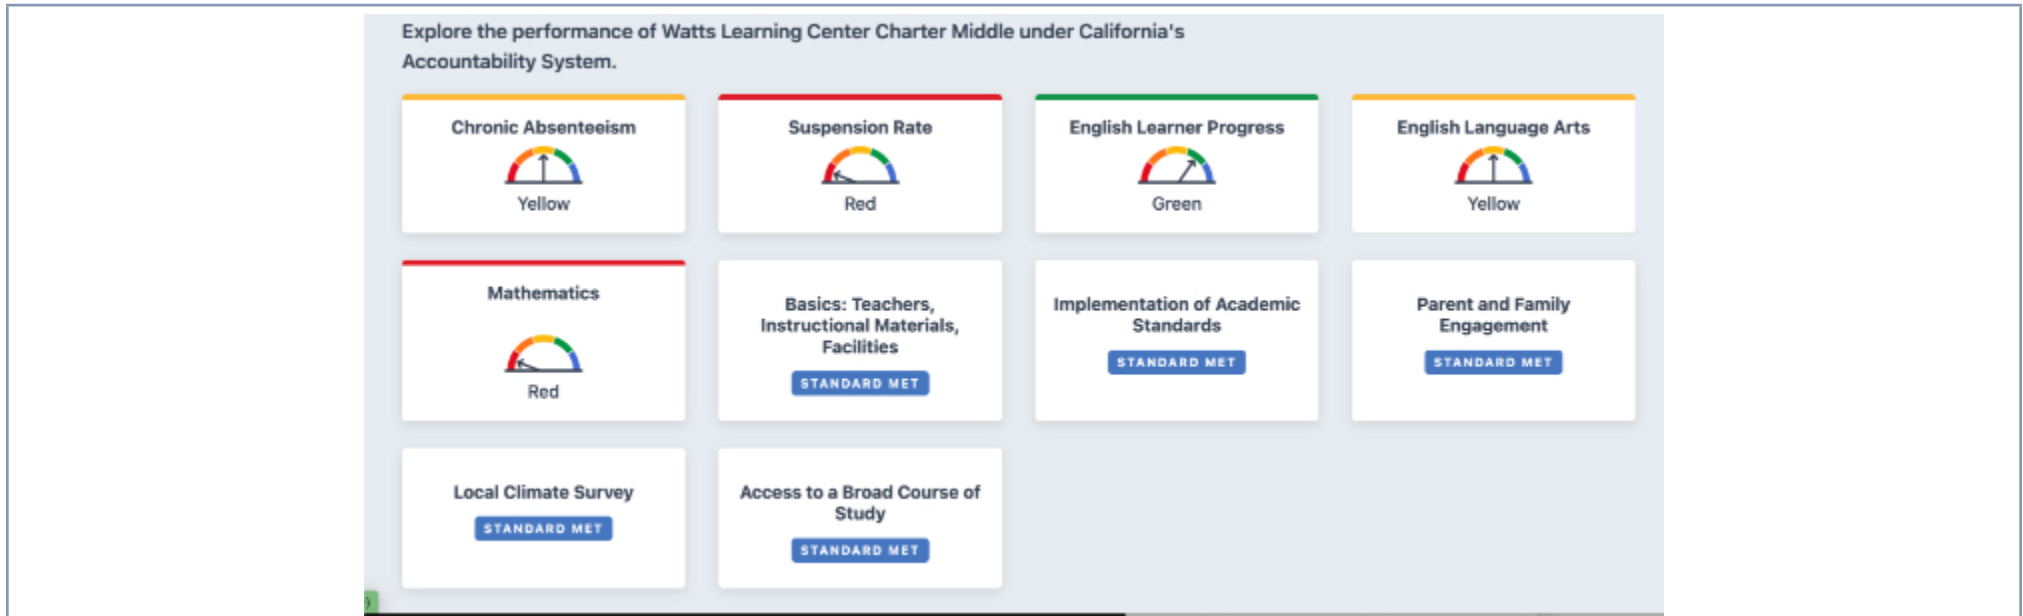 Explore the performance of Watts Learning Center Charter Middle under California's
Accountability System.
Chronic Absenteeism
Yellow
Suspension Rate
Red
English Learner Progress
Green
English Language Arts
Yellow
Mathematics
Red
Basics: Teachers,
Instructional Materials,
Facilities
STANDARD MET
Implementation of Academic
Standards
STANDARD MET
Parent and Family
Engagement
STANDARD MET
Local Climate Survey
STANDARD MET
Access to a Broad Course of
Study
STANDARD MET